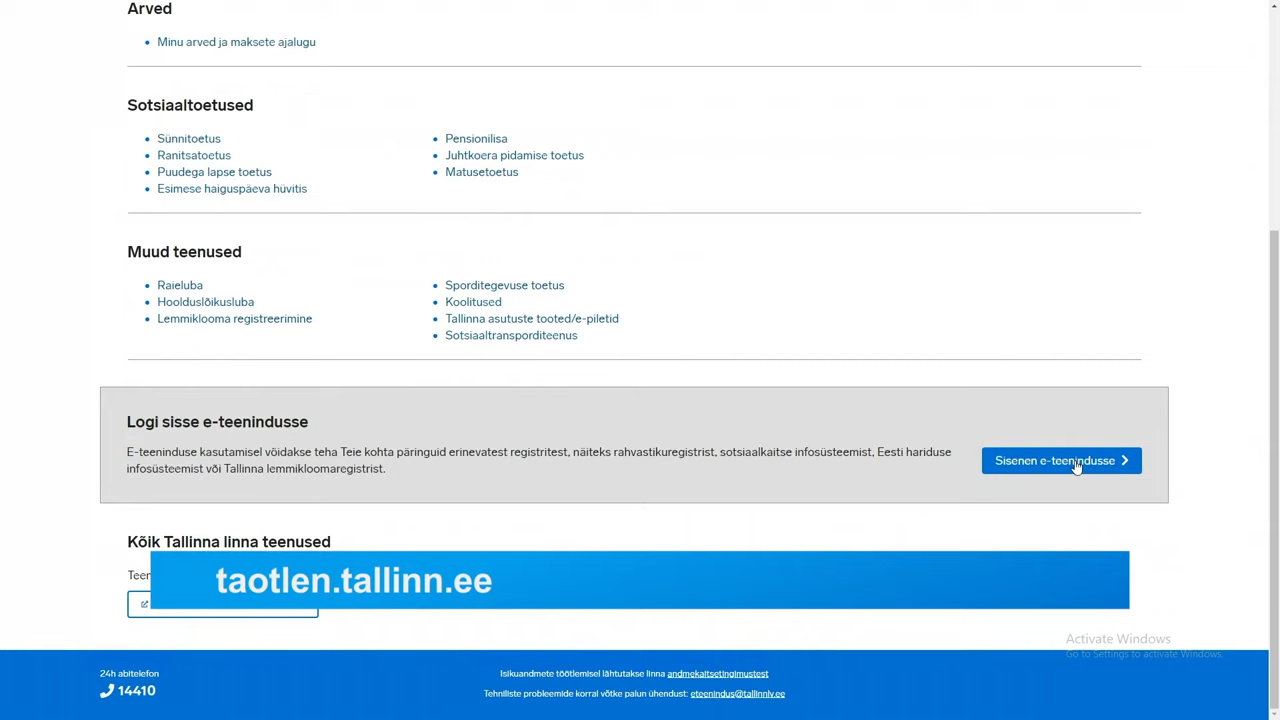 Arved
Minu arved ja maksete ajalugu
Sotsiaaltoetused
Sünnitoetus
Ranitsatoetus
Puudega lapse toetus
Esimese haiguspäeva hüvitis
Pensionilisa
Juhtkoera pidamise toetus
Matusetoetus
Muud teenused
Raieluba
Hoolduslõikusluba
Lemmiklooma registreerimine
Sporditegevuse toetus
Koolitused
Tallinna asutuste tooted/e-piletid
Sotsiaaltransporditeenus
Logi sisse e-teenindusse
E-teeninduse kasutamisel võidakse teha Teie kohta päringuid erinevatest registritest, näiteks rahvastikuregistrist, sotsiaalkaitse infosüsteemist, Eesti hariduse
infosüsteemist või Tallinna lemmikloomaregistrist.
Sisenen e-teenindusse
Kõik Tallinna linna teenused
Teen
taotlen.tallinn.ee
Activate Windows
Go to Settings to activate Windows.
24h abitelefon
14410
Isikuandmete töötlemisel lähtutakse linna andmekaitsetingimustest
Tehniliste probleemide korral võtke palun ühendust: eteenindus@tallinnlv.ee